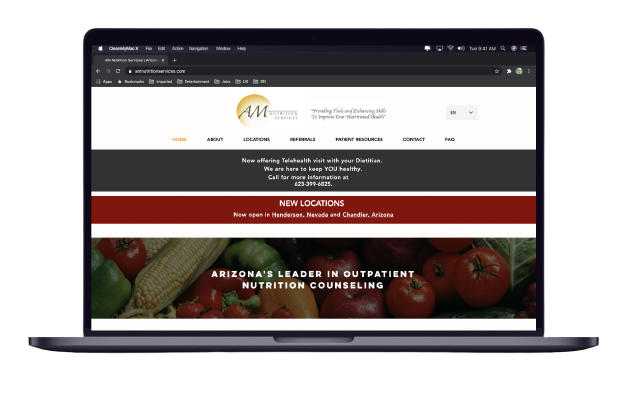 CleanMyMac X File Edit Action Navigation Window Help Tue 9:41 AM
AM Nutrition Services | Arizon
amnutritionservices.com
Apps Bookmarks Imported Entertainment Jobs UX
AM NUTRITION
SERVICES
"Providing Tools and Enhancing Skills
To Improve Your Nutritional Health"
EN
HOME ABOUT LOCATIONS REFERRALS PATIENT RESOURCES CONTACT FAQ
Now offering Telehealth visit with your Dietitian.
We are here to keep YOU healthy.
Call for more information at
623-399-6825.
NEW LOCATIONS
Now open in Henderson, Nevada and Chandler, Arizona
ARIZONA'S LEADER IN OUTPATIENT
NUTRITION COUNSELING